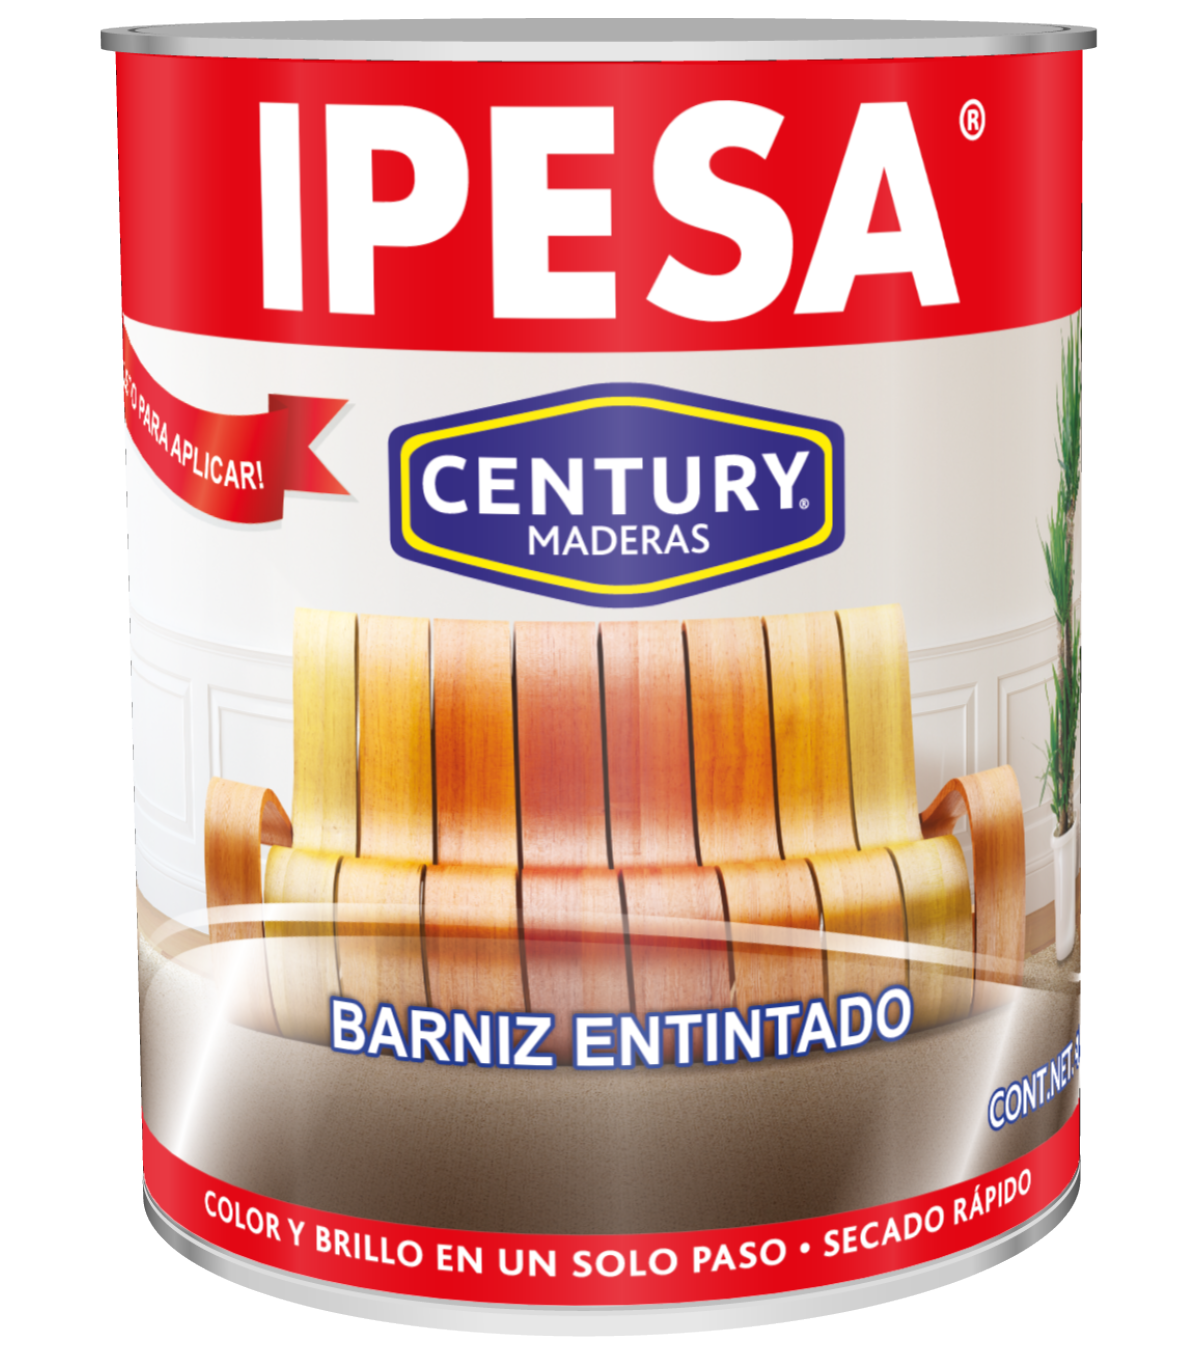 IPESA®
PARA APLICAR!
CENTURY®
MADERAS
BARNIZ ENTINTADO
CONT.NET.
COLOR Y BRILLO EN UN SOLO PASO • SECADO RÁPIDO